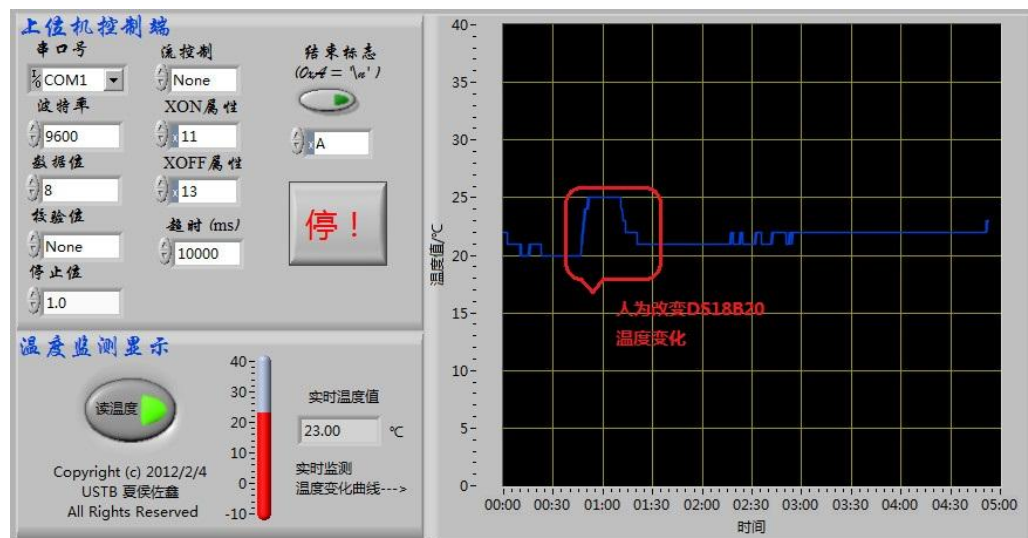 上位机控制端
串口号
流控制
结束标志
(0xA = '\n' )
COM1
None
波特率
XON属性
9600
11
A
数据位
XOFF属性
8
13
校验位
超时 (ms)
停！
None
10000
停止位
1.0
温度监测显示
读温度
40
30
20
10
0
-10
实时温度值
23.00
℃
实时监测
温度变化曲线--->
Copyright (c) 2012/2/4
USTB 夏侯佐鑫
All Rights Reserved
温度值/℃
40
35
30
25
20
15
10
5
0
人为改变DS18B20
温度变化
00:00 00:30 01:00 01:30 02:00 02:30 03:00 03:30 04:00 04:30 05:00
时间